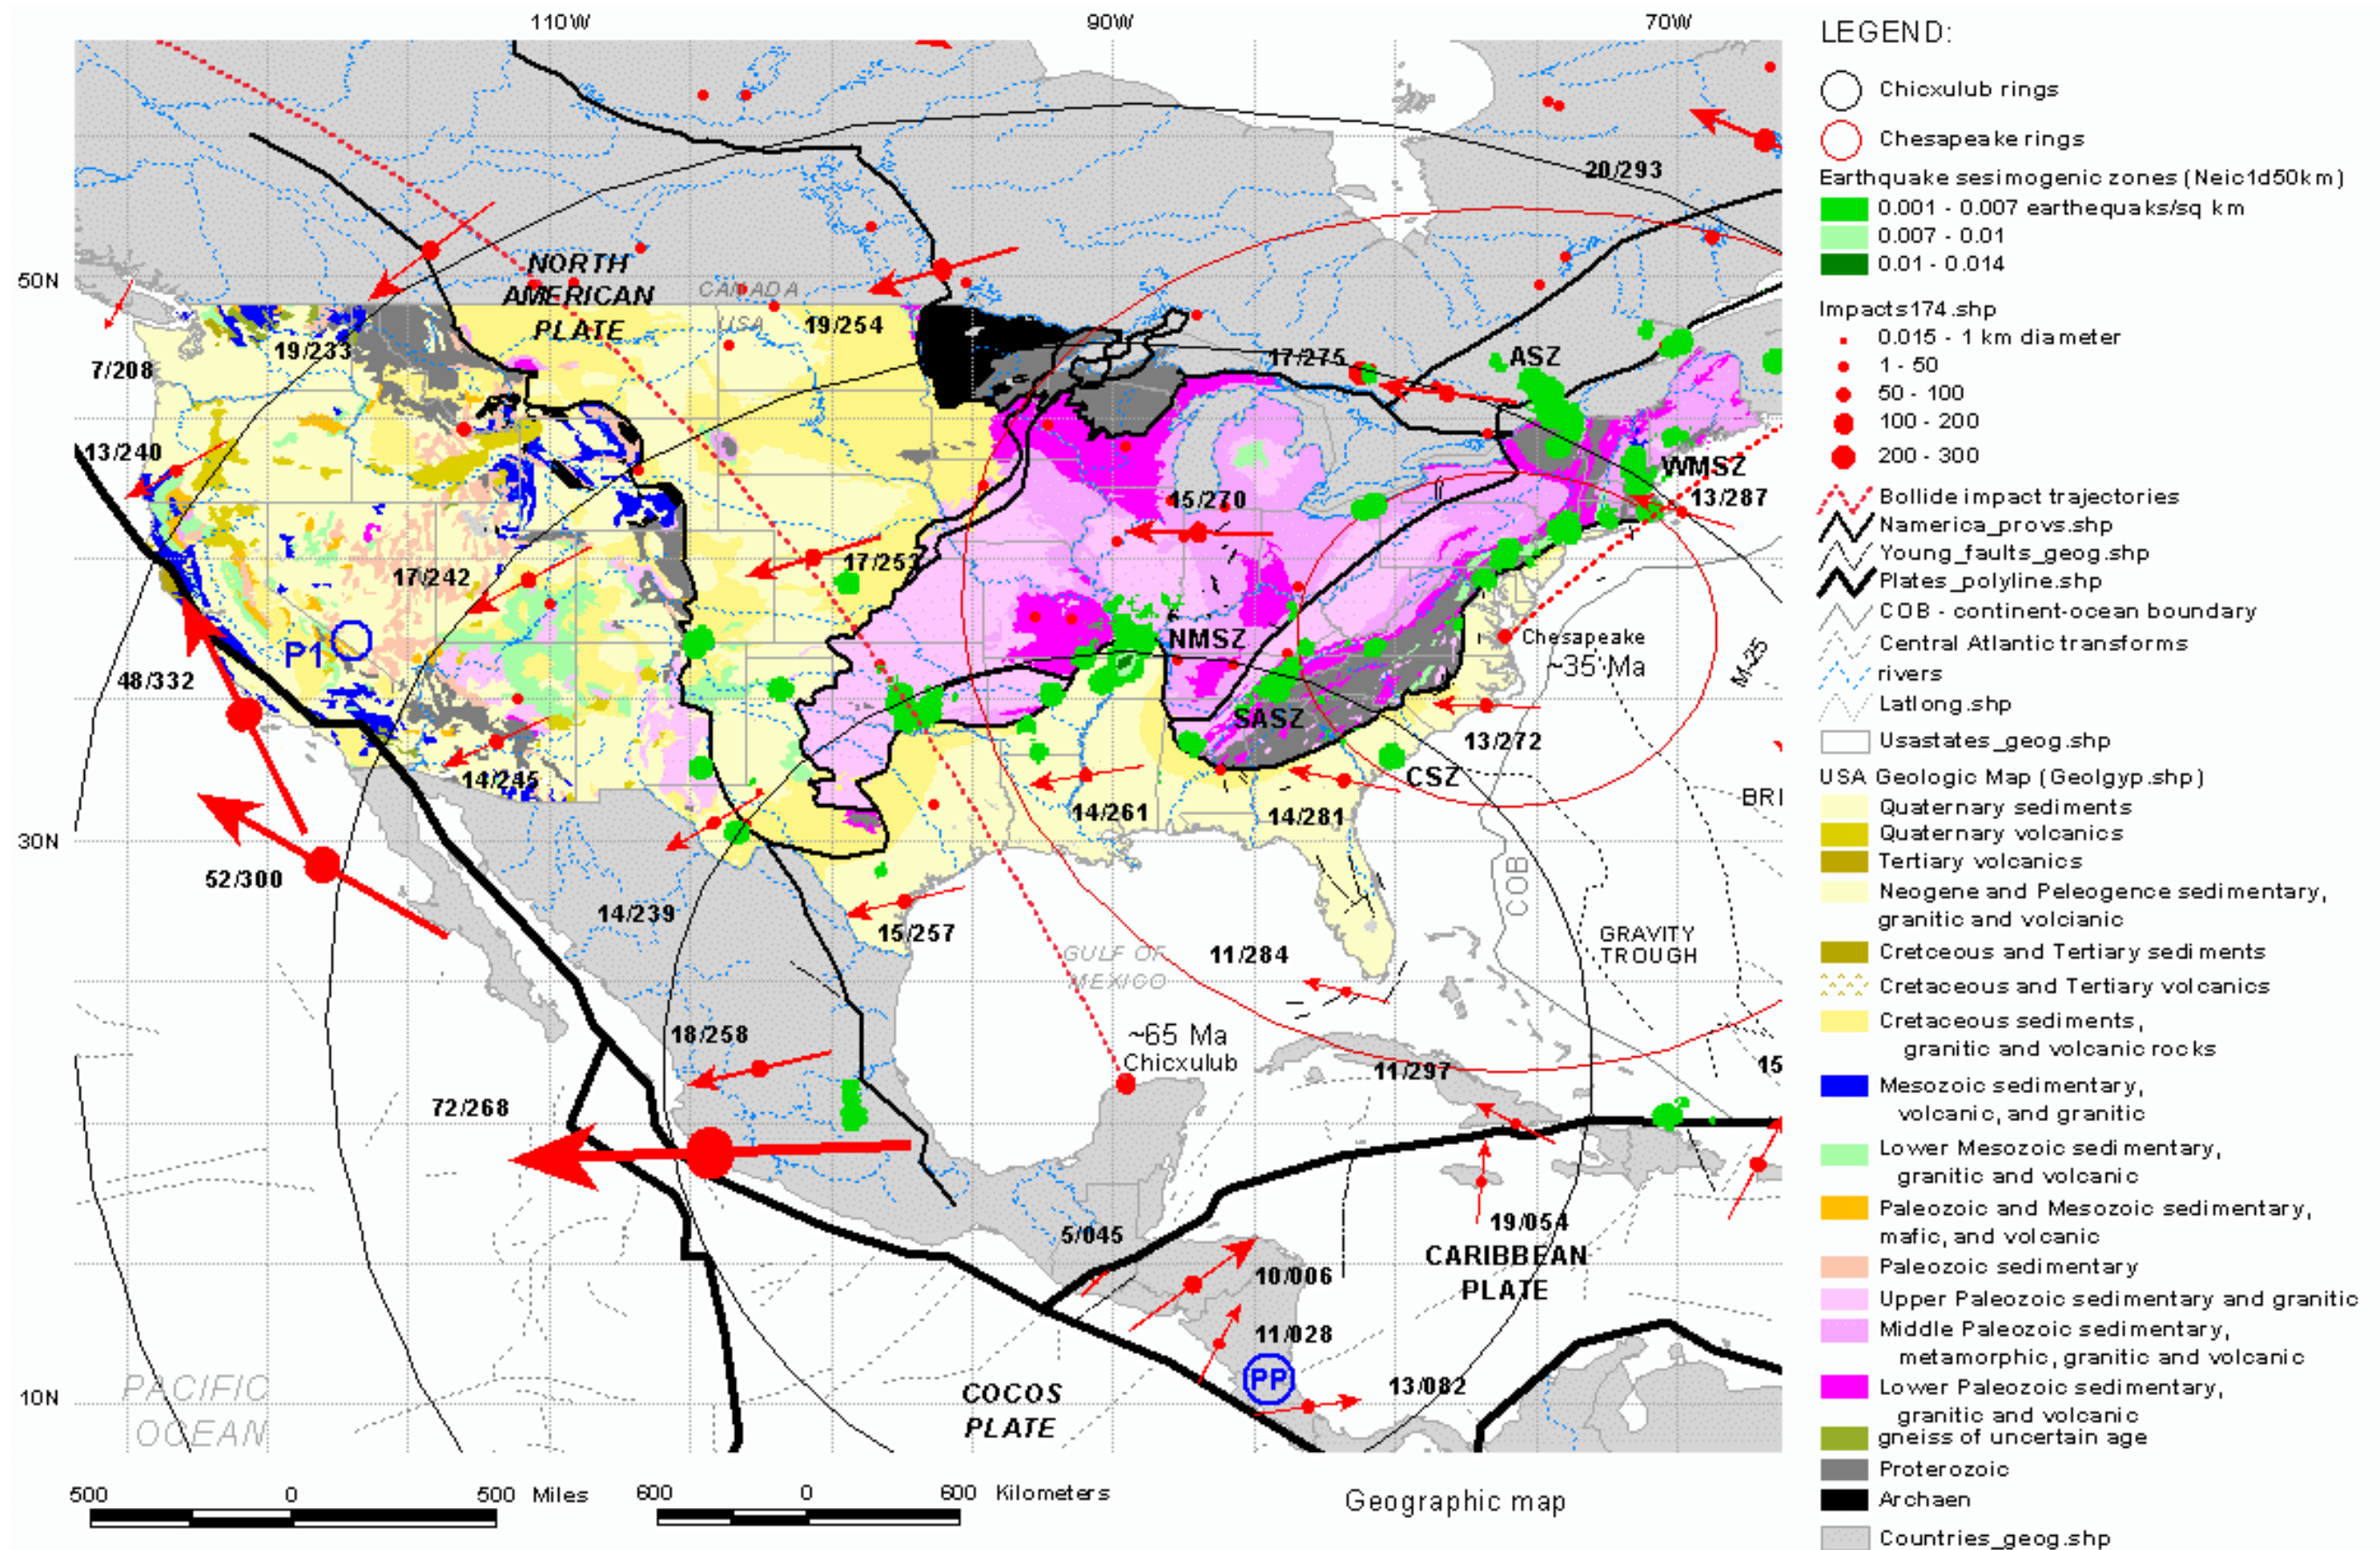 110W
90W
70W
50N
30N
10N
20/293
NORTH
AMERICAN
PLATE
CANADA
USA
19/254
19/233
7/208
17/275
ASZ
13/240
WMSZ
13/287
15/270
17/242
17/253
P1
NMSZ
Chesapeake
~35 Ma
M-25
48/332
SASZ
13/272
CSZ
14/245
BRI
14/261
14/281
52/300
14/239
15/257
COB
GULF OF
MEXICO
11/284
GRAVITY
TROUGH
18/258
~65 Ma
Chicxulub
11/297
15
72/268
5/045
19/054
CARIBBEAN
PLATE
10/006
11/028
PP
13/082
PACIFIC
OCEAN
COCOS
PLATE
500 0 500 Miles
600 0 600 Kilometers
Geographic map
LEGEND:
Chicxulub rings
Chesapeake rings
Earthquake sesimogenic zones (Neic1d50km)
0.001 - 0.007 earthequaks/sq km
0.007 - 0.01
0.01 - 0.014
Impacts174.shp
0.015 - 1 km diameter
1 - 50
50 - 100
100 - 200
200 - 300
Bollide impact trajectories
Namerica_provs.shp
Young_faults_geog.shp
Plates_polyline.shp
COB - continent-ocean boundary
Central Atlantic transforms
rivers
Latlong.shp
Usastates_geog.shp
USA Geologic Map (Geolgyp.shp)
Quaternary sediments
Quaternary volcanics
Tertiary volcanics
Neogene and Peleogence sedimentary,
granitic and volcianic
Cretceous and Tertiary sediments
Cretaceous and Tertiary volcanics
Cretaceous sediments,
granitic and volcanic rocks
Mesozoic sedimentary,
volcanic, and granitic
Lower Mesozoic sedimentary,
granitic and volcanic
Paleozoic and Mesozoic sedimentary,
mafic, and volcanic
Paleozoic sedimentary
Upper Paleozoic sedimentary and granitic
Middle Paleozoic sedimentary,
metamorphic, granitic and volcanic
Lower Paleozoic sedimentary,
granitic and volcanic
gneiss of uncertain age
Proterozoic
Archaen
Countries_geog.shp